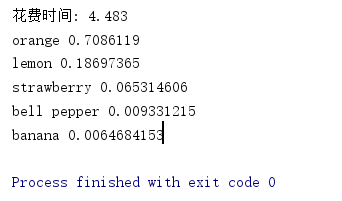 花费时间: 4.483
orange 0.7086119
lemon 0.18697365
strawberry 0.065314606
bell pepper 0.009331215
banana 0.0064684153
Process finished with exit code 0